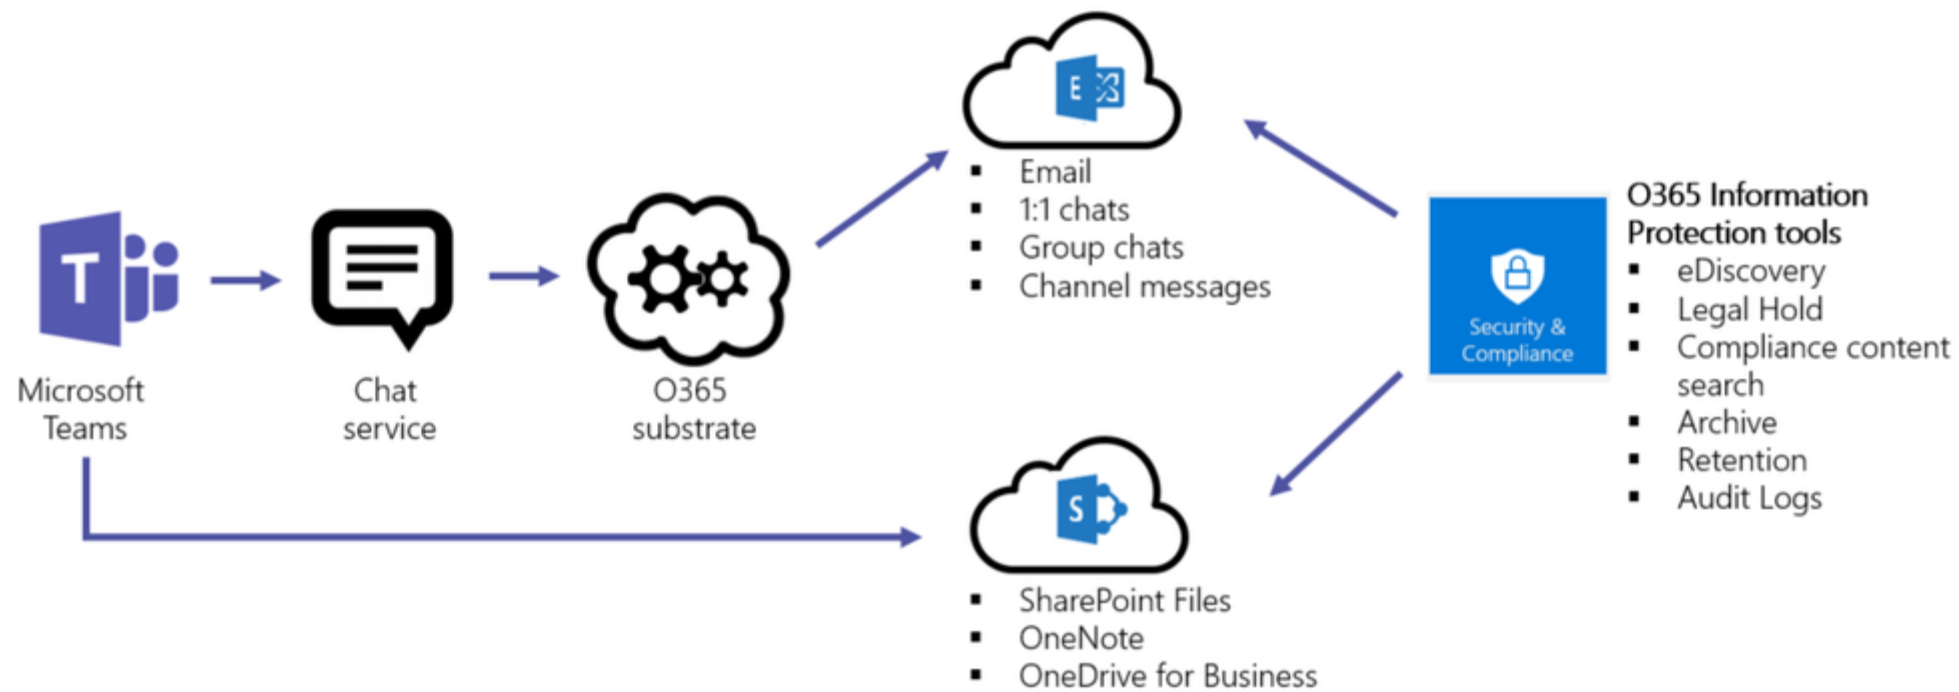 T
Microsoft
Teams
Chat
service
O365
substrate
E
▪ Email
▪ 1:1 chats
▪ Group chats
▪ Channel messages
S
▪ SharePoint Files
▪ OneNote
▪ OneDrive for Business
Security &
Compliance
O365 Information
Protection tools
▪ eDiscovery
▪ Legal Hold
▪ Compliance content
search
▪ Archive
▪ Retention
▪ Audit Logs